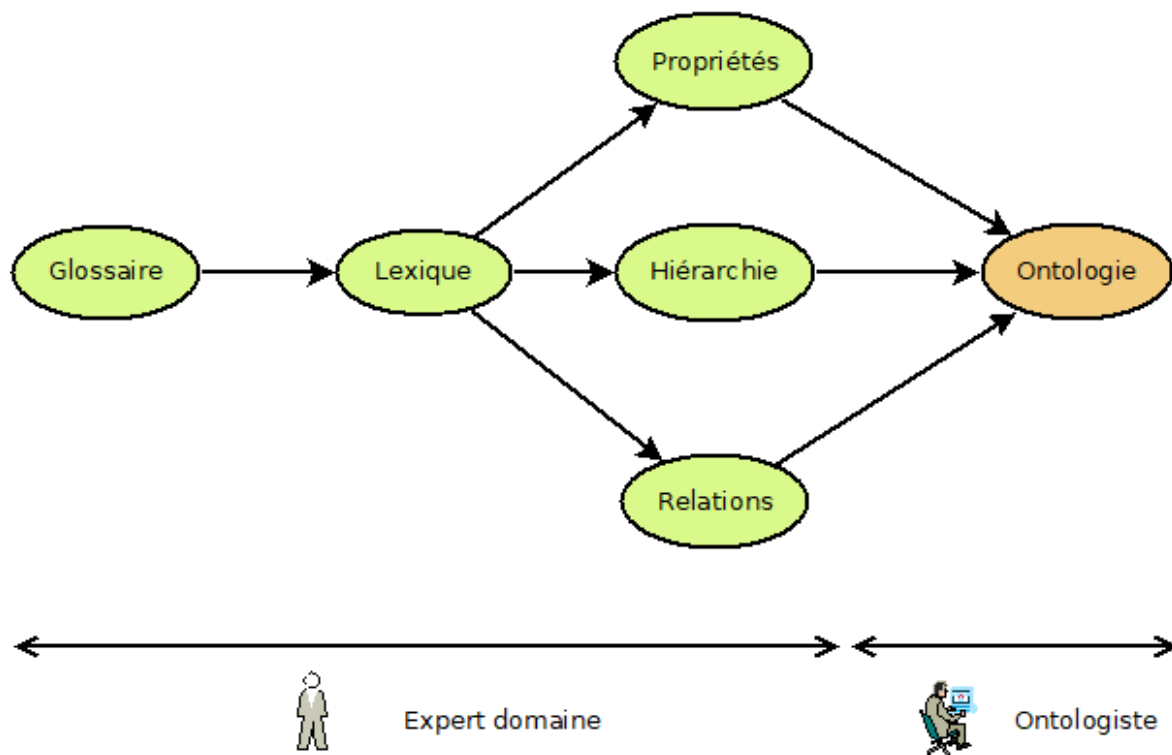 Propriétés
Glossaire
Lexique
Hiérarchie
Ontologie
Relations
Expert domaine
Ontologiste